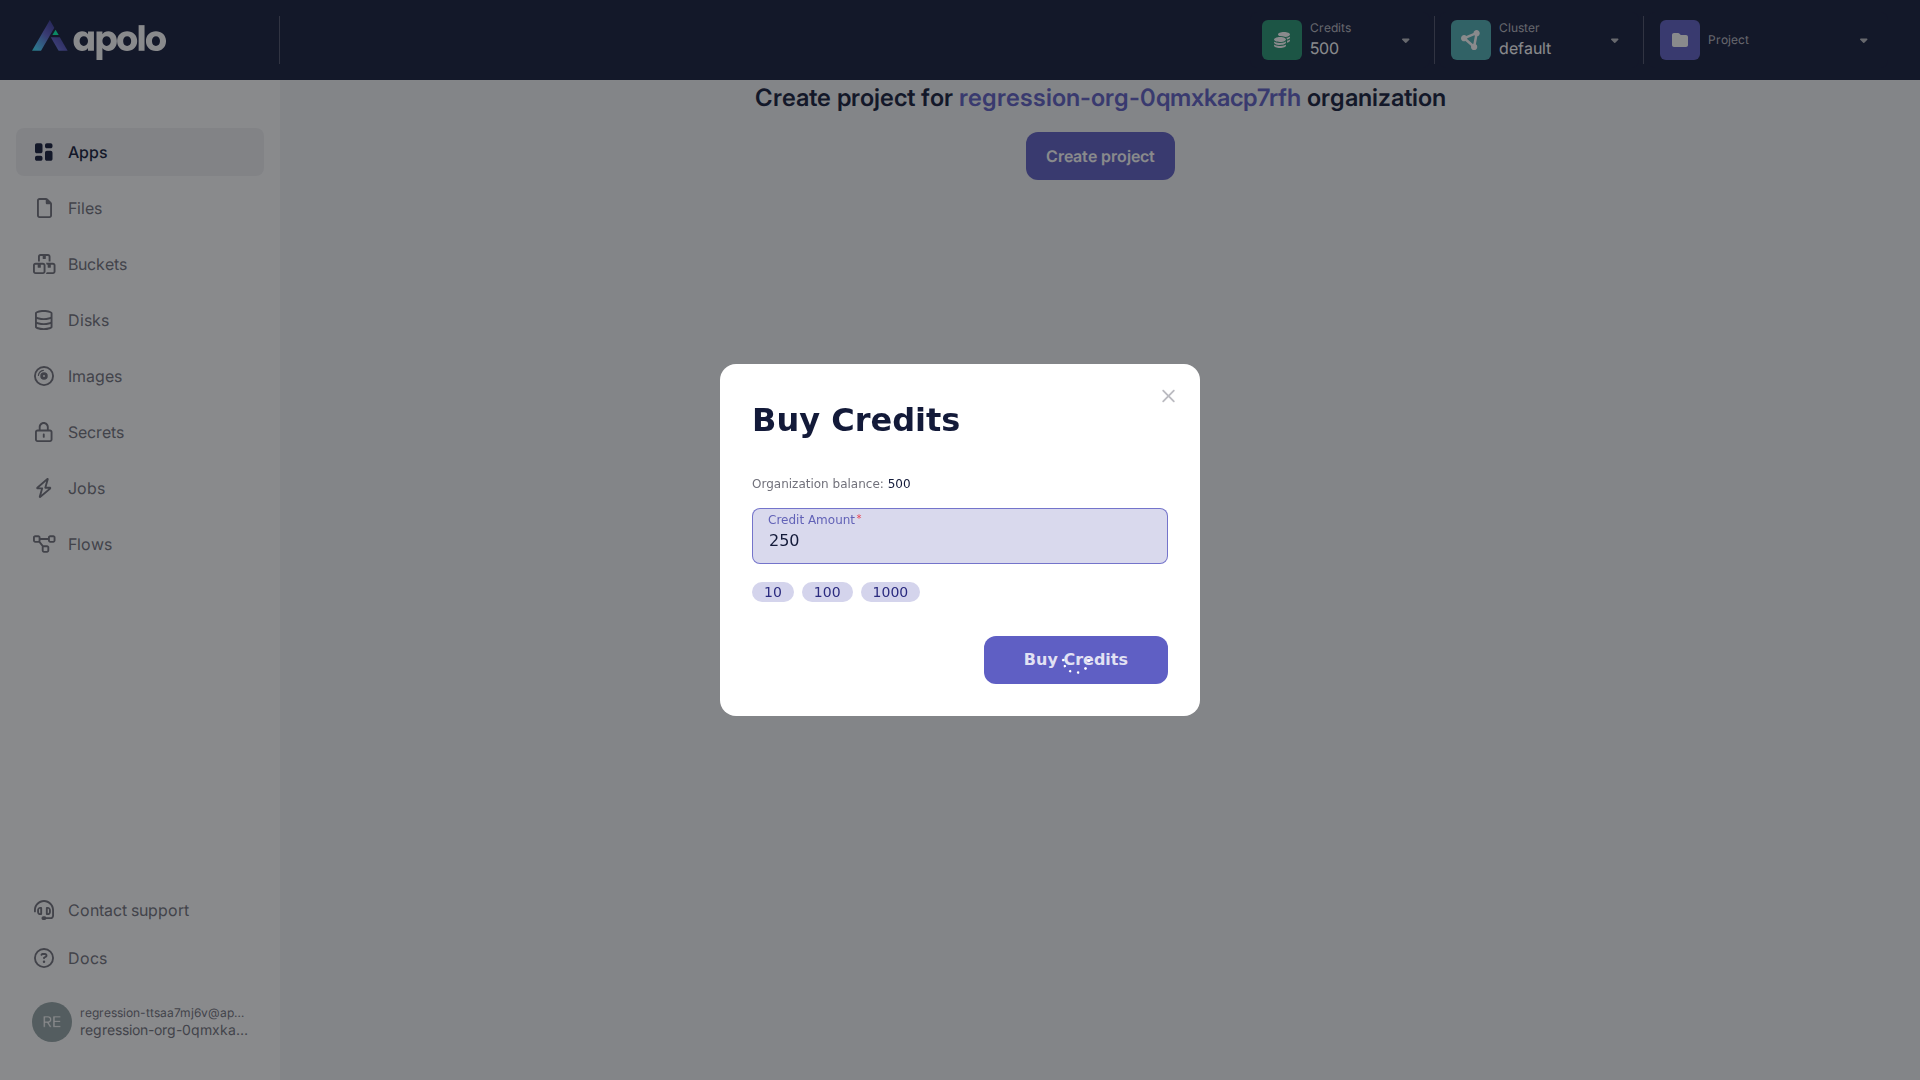 apolo
Credits
500
Cluster
default
Project
Create project for regression-org-0qmxkacp7rfh organization
Create project
Apps
Files
Buckets
Disks
Images
Secrets
Jobs
Flows
Contact support
Docs
RE
regression-ttsaa7mj6v@ap...
regression-org-0qmxka...
Buy Credits
Organization balance: 500
Credit Amount*
250
10 100 1000
Buy Credits